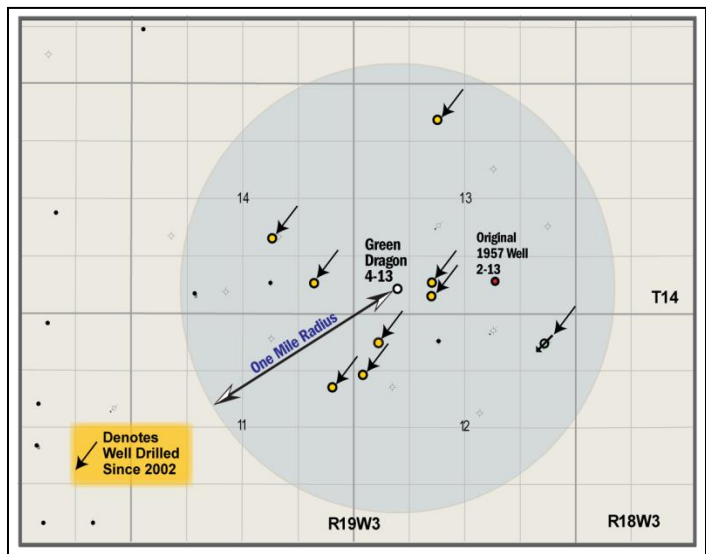 14
13
Green
Dragon
4-13
Original
1957 Well
2-13
T14
One Mile Radius
11
12
Denotes
Well Drilled
Since 2002
R19W3
R18W3